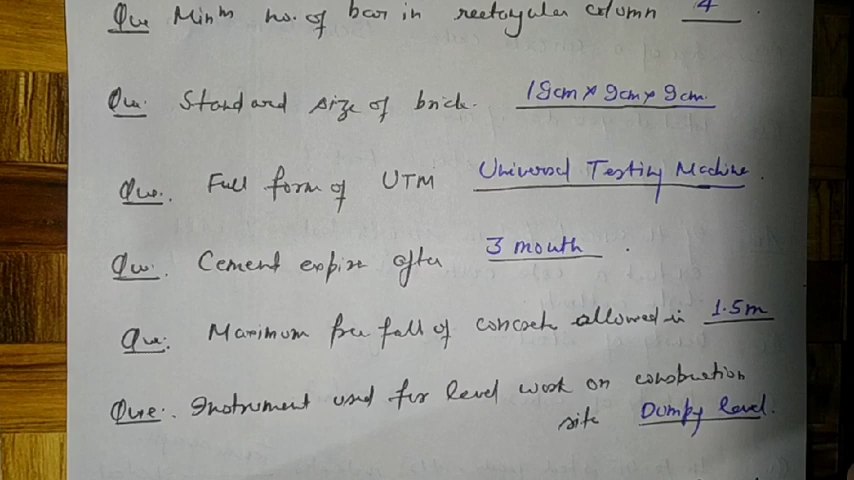 Que Minᵐ no. of bar in rectangular column 4.
Que. Standard size of brick. 19cm × 9cm × 9cm.
Que. Full form of UTM Universal Testing Machine.
Que. Cement expire after 3 month.
Que. Maximum free fall of concrete allowed is 1.5m
Que. Instrument used for level work on construction
site Dumpy level.